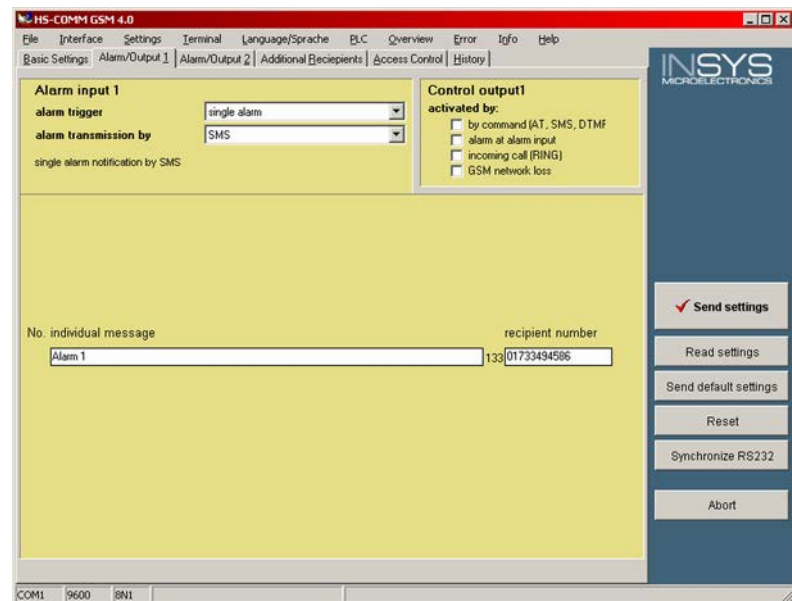 HS-COMM GSM 4.0
File Interface Settings Terminal Language/Sprache PLC Overview Error Info Help
Basic Settings Alarm/Output 1 Alarm/Output 2 Additional Reciepients Access Control History
INSYS
MICROELECTRONICS
Alarm input 1
alarm trigger single alarm
alarm transmission by SMS
single alarm notification by SMS
Control output1
activated by:
by command (AT, SMS, DTMF
alarm at alarm input
incoming call (RING)
GSM network loss
No. individual message recipient number
Alarm 1 133 01733494586
Send settings
Read settings
Send default settings
Reset
Synchronize RS232
Abort
COM1 9600 8N1